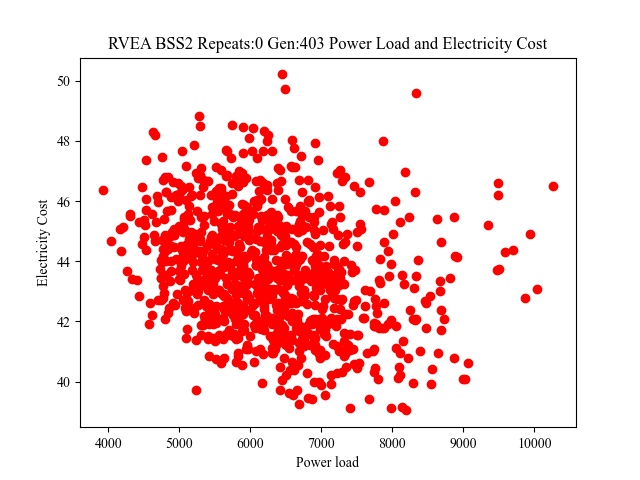 RVEA BSS2 Repeats:0 Gen:403 Power Load and Electricity Cost
Electricity Cost
50
48
46
44
42
40
4000 5000 6000 7000 8000 9000 10000
Power load